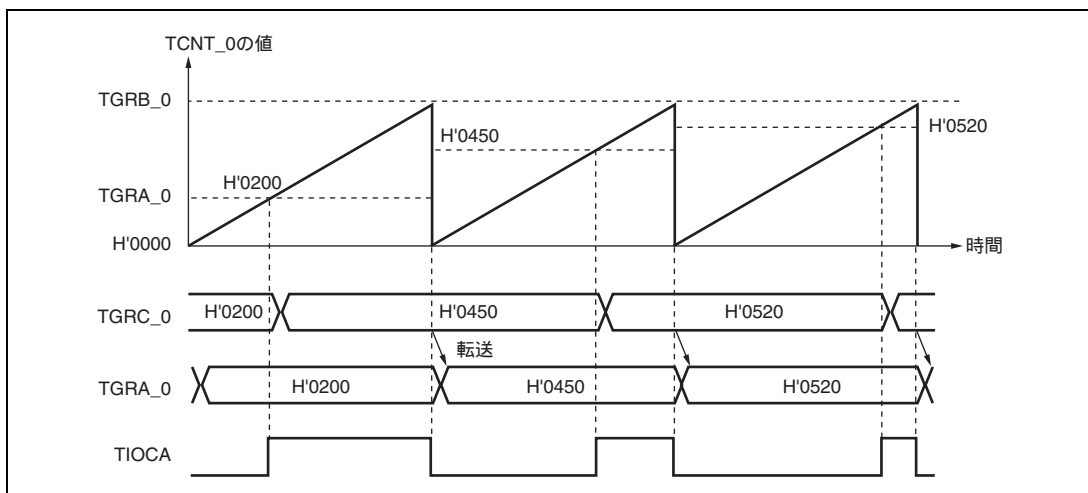 TCNT_0の値
TGRB_0
H'0520
H'0450
H'0200
TGRA_0
H'0000
時間
TGRC_0
H'0200
H'0450
H'0520
転送
TGRA_0
H'0200
H'0450
H'0520
TIOCA